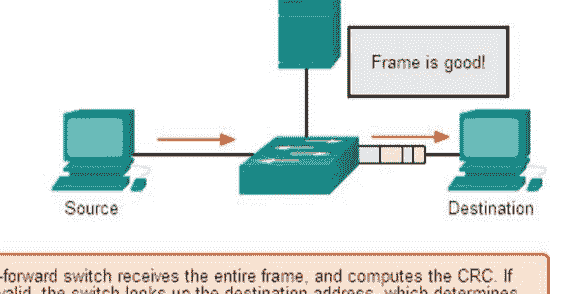 Frame is good!
Source
Destination
-forward switch receives the entire frame, and computes the CRC. If
valid, the switch looks up the destination address, which determines